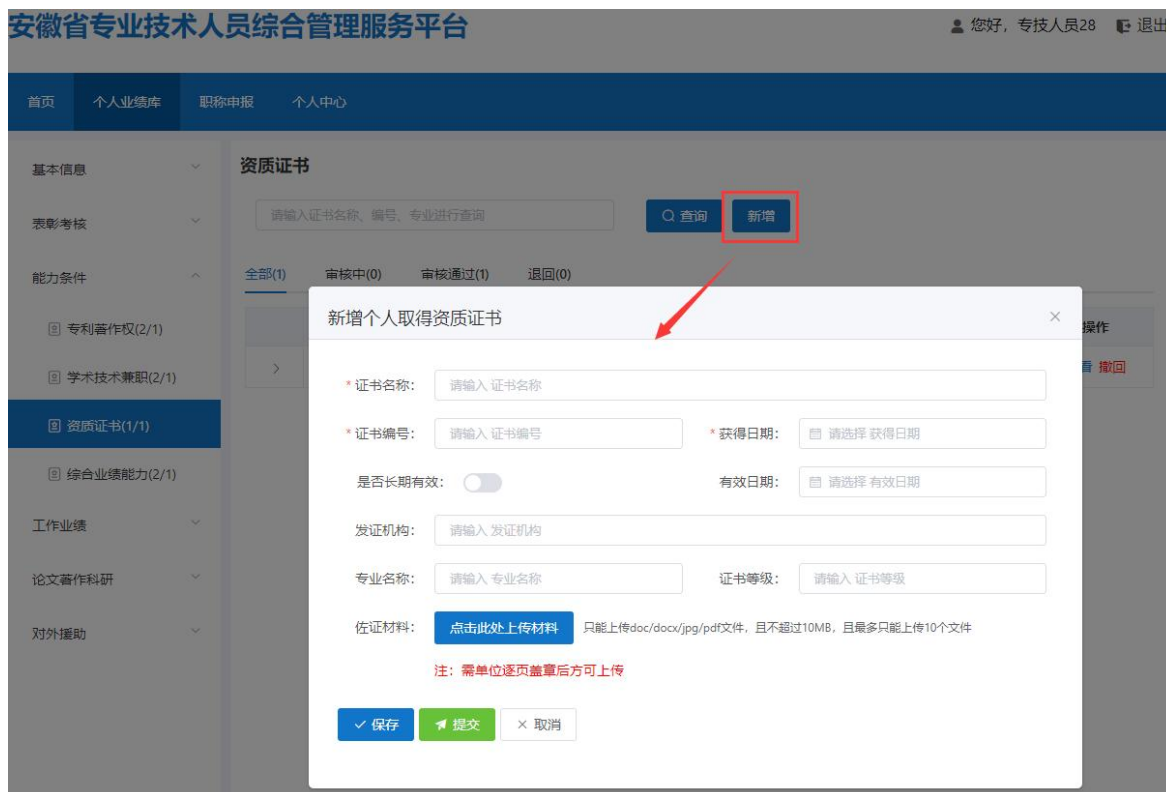 安徽省专业技术人员综合管理服务平台
您好，专技人员28 退出
首页 个人业绩库 职称申报 个人中心
基本信息
资质证书
请输入证书名称、编号、专业进行查询 查询 新增
表彰考核
能力条件
全部(1) 审核中(0) 审核通过(1) 退回(0)
专利著作权(2/1)
学术技术兼职(2/1)
资质证书(1/1)
综合业绩能力(2/1)
工作业绩
论文著作科研
对外援助
操作
看 撤回
新增个人取得资质证书
* 证书名称： 请输入 证书名称
* 证书编号： 请输入 证书编号 * 获得日期： 请选择 获得日期
是否长期有效： 有效日期： 请选择 有效日期
发证机构： 请输入 发证机构
专业名称： 请输入 专业名称 证书等级： 请输入 证书等级
佐证材料： 点击此处上传材料 只能上传doc/docx/jpg/pdf文件，且不超过10MB，且最多只能上传10个文件
注：需单位逐页盖章后方可上传
保存 提交 取消